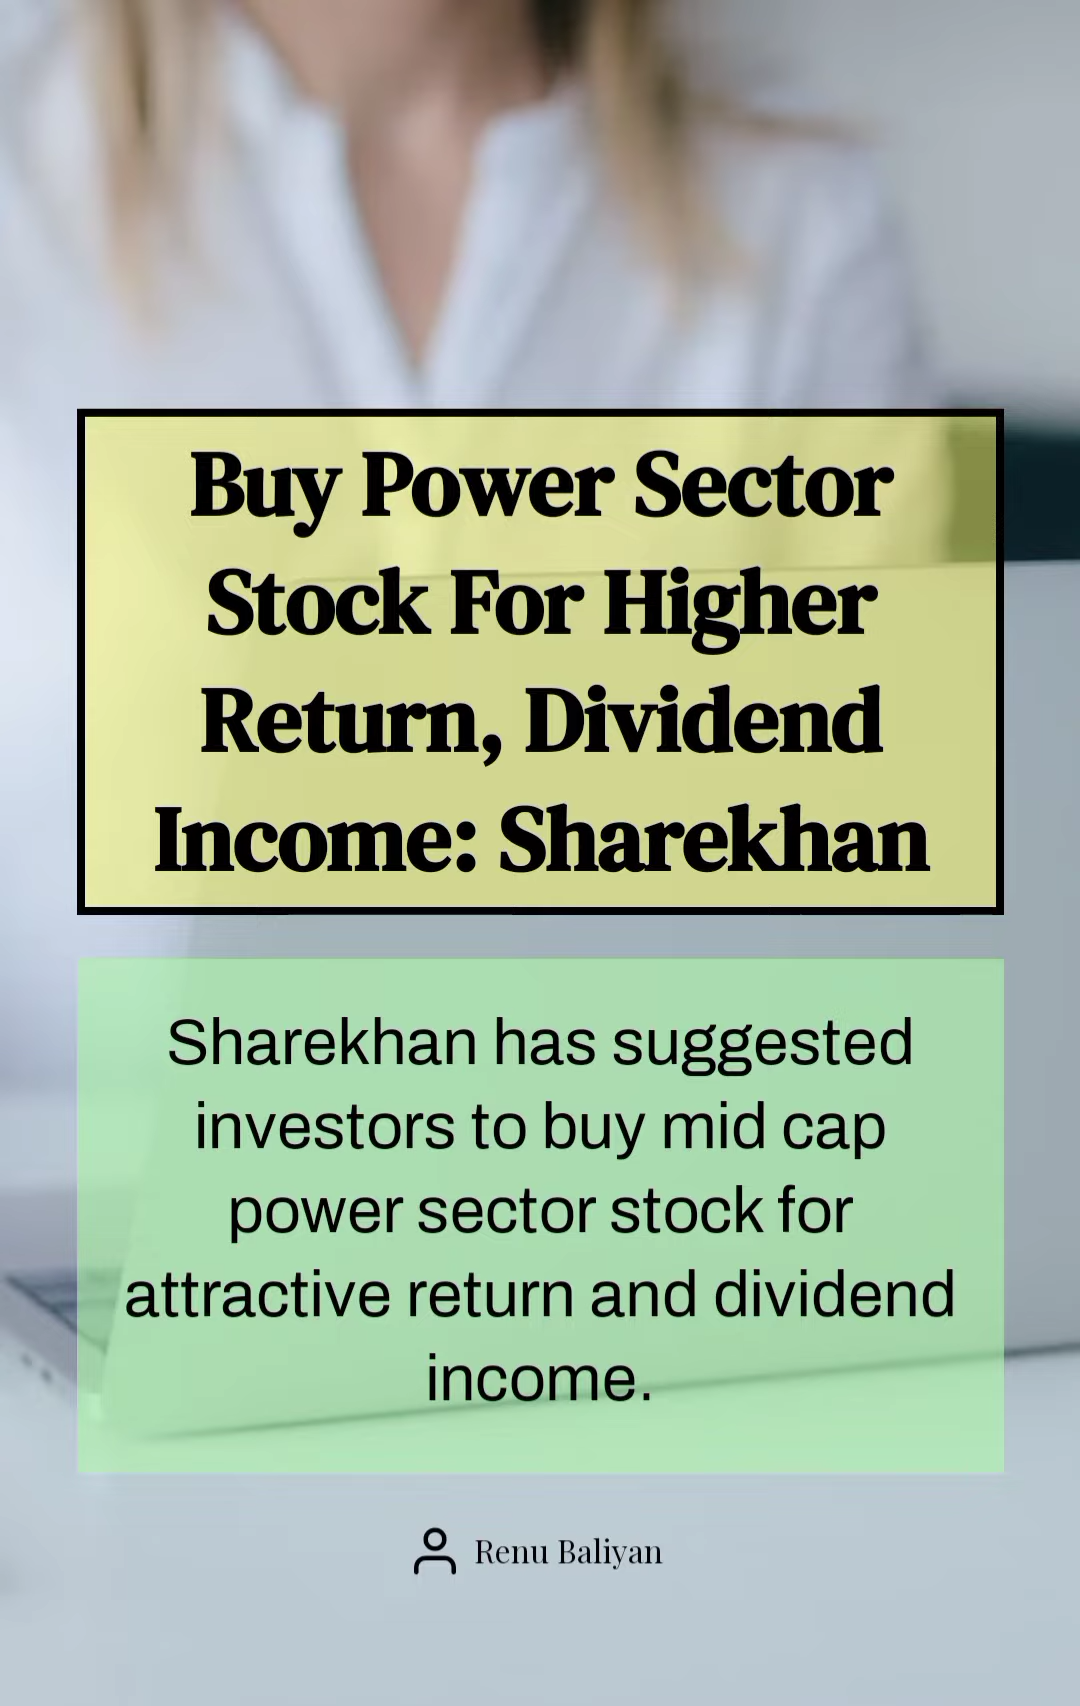 Buy Power Sector
Stock For Higher
Return, Dividend
Income: Sharekhan
Sharekhan has suggested
investors to buy mid cap
power sector stock for
attractive return and dividend
income.
Renu Baliyan